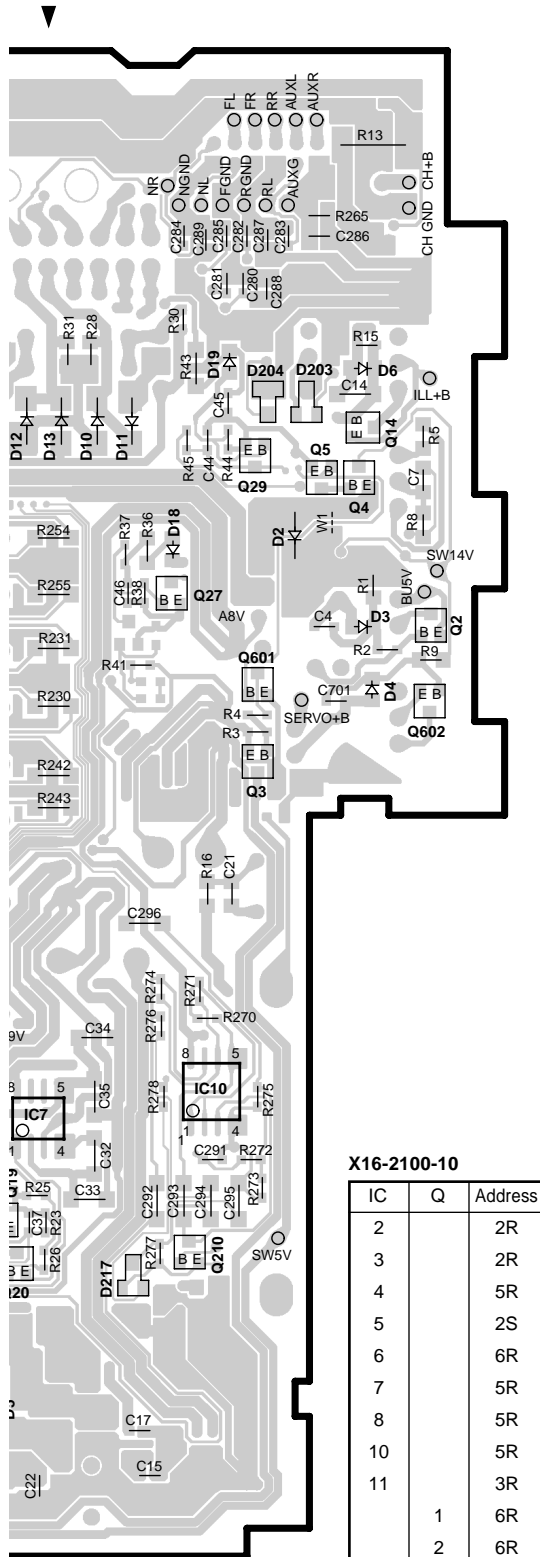 FL FR RR AUXL AUXR
R13
NR NGND NL FGND RGND RL AUXG
CH+B
CH GND
C284 C289 C285 C282 C287 C283
R265
C286
C281 C280 C288
R31 R28 R30
R43 D19 R15
D204 D203 D6
C14
ILL+B
C45
D12 D13 D10 D11
E B Q14
R5
R45 C44 R44
E B Q29
Q5 E B
B E Q4
C7
R8
R254
R37 R36 D18
D2 W1
SW14V
BU5V
R255
C46 R38 B E Q27
A8V
R1
C4 D3
B E Q2
R231
R41
Q601 B E
R2 R9
R230
R4
R3
SERVO+B
C701
D4
E B
Q602
E B
Q3
R242
R243
R16 C21
C296
R274 R271
R276 R270
9V
C34
8 5
IC7
1 4
C35
C32
R278
8 5
IC10
1
1 4
R275
C291 R272
R273
Q19
R25
C33
C292 C293 C294 C295
E
C37 R23
R26
B E
Q20
D217
R277
B E Q210
SW5V
C17
C15
C22
X16-2100-10
IC Q Address
2 2R
3 2R
4 5R
5 2S
6 6R
7 5R
8 5R
10 5R
11 3R
1 6R
2 6R